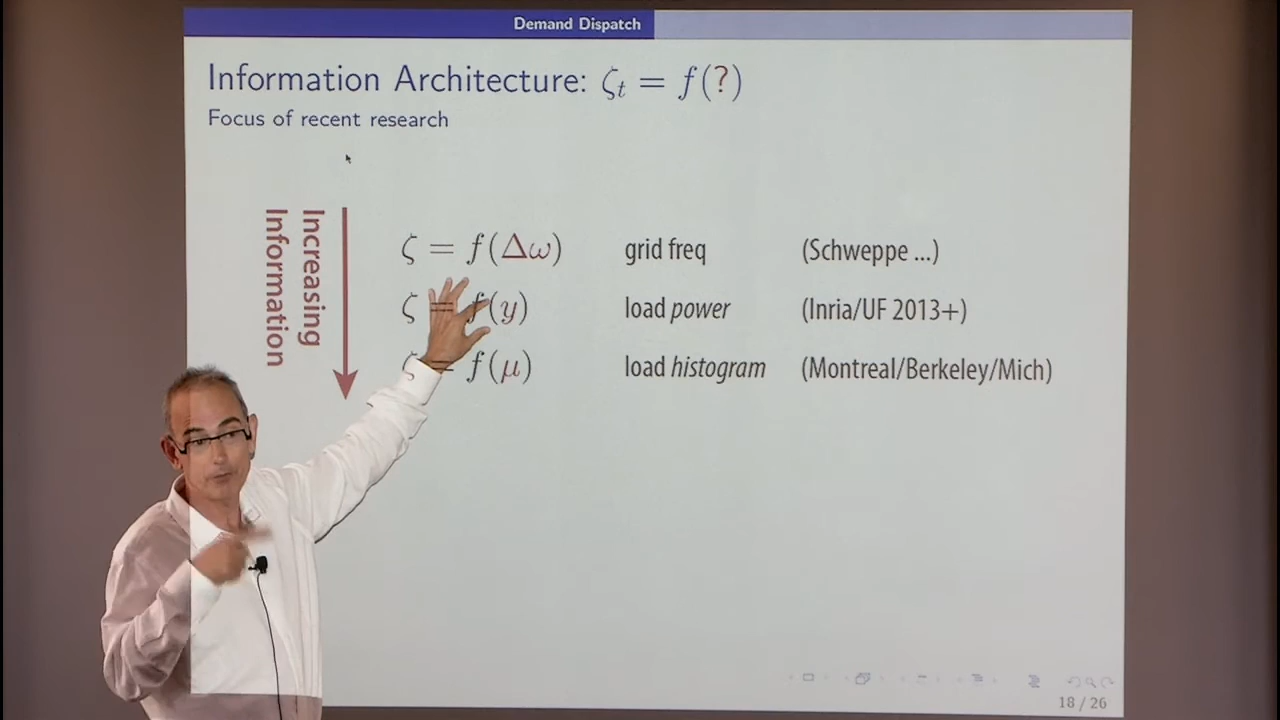 Demand Dispatch
Information Architecture: ζ_t = f(?)
Focus of recent research
Increasing
Information
ζ = f(Δω) grid freq (Schweppe ...)
ζ = f(y) load power (Inria/UF 2013+)
ζ = f(μ) load histogram (Montreal/Berkeley/Mich)
18 / 26